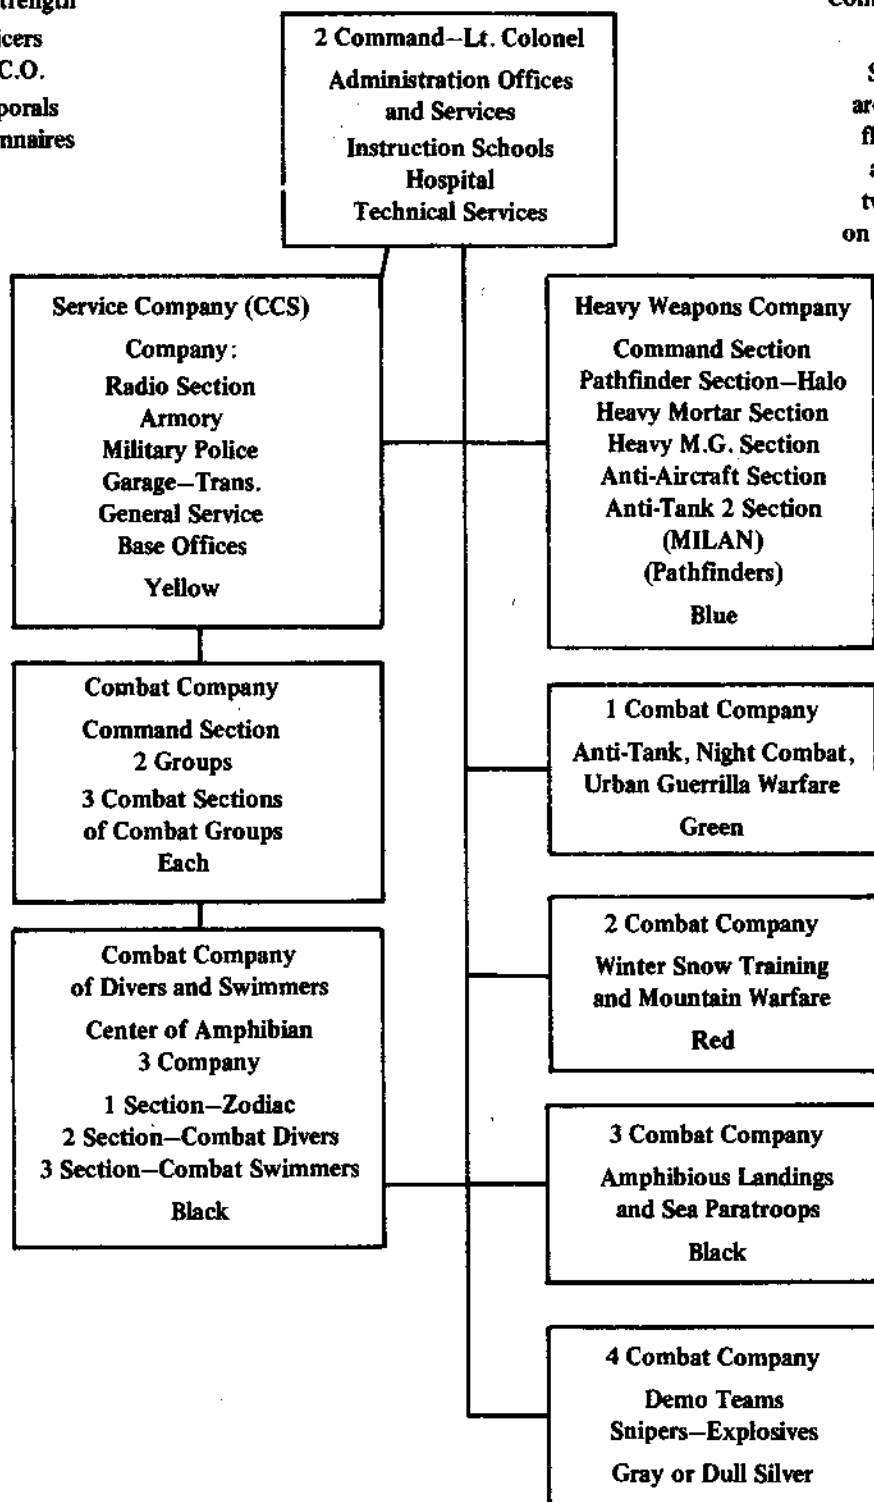 icers
C.O.
porals
nnaires
2 Command—Lt. Colonel
Administration Offices
and Services
Instruction Schools
Hospital
Technical Services
on
Service Company (CCS)
Company:
Radio Section
Armory
Military Police
Garage—Trans.
General Service
Base Offices
Yellow
Heavy Weapons Company
Command Section
Pathfinder Section—Halo
Heavy Mortar Section
Heavy M.G. Section
Anti-Aircraft Section
Anti-Tank 2 Section
(MILAN)
(Pathfinders)
Blue
Combat Company
Command Section
2 Groups
3 Combat Sections
of Combat Groups
Each
1 Combat Company
Anti-Tank, Night Combat,
Urban Guerrilla Warfare
Green
Combat Company
of Divers and Swimmers
Center of Amphibian
3 Company
1 Section—Zodiac
2 Section—Combat Divers
3 Section—Combat Swimmers
Black
2 Combat Company
Winter Snow Training
and Mountain Warfare
Red
3 Combat Company
Amphibious Landings
and Sea Paratroops
Black
4 Combat Company
Demo Teams
Snipers—Explosives
Gray or Dull Silver